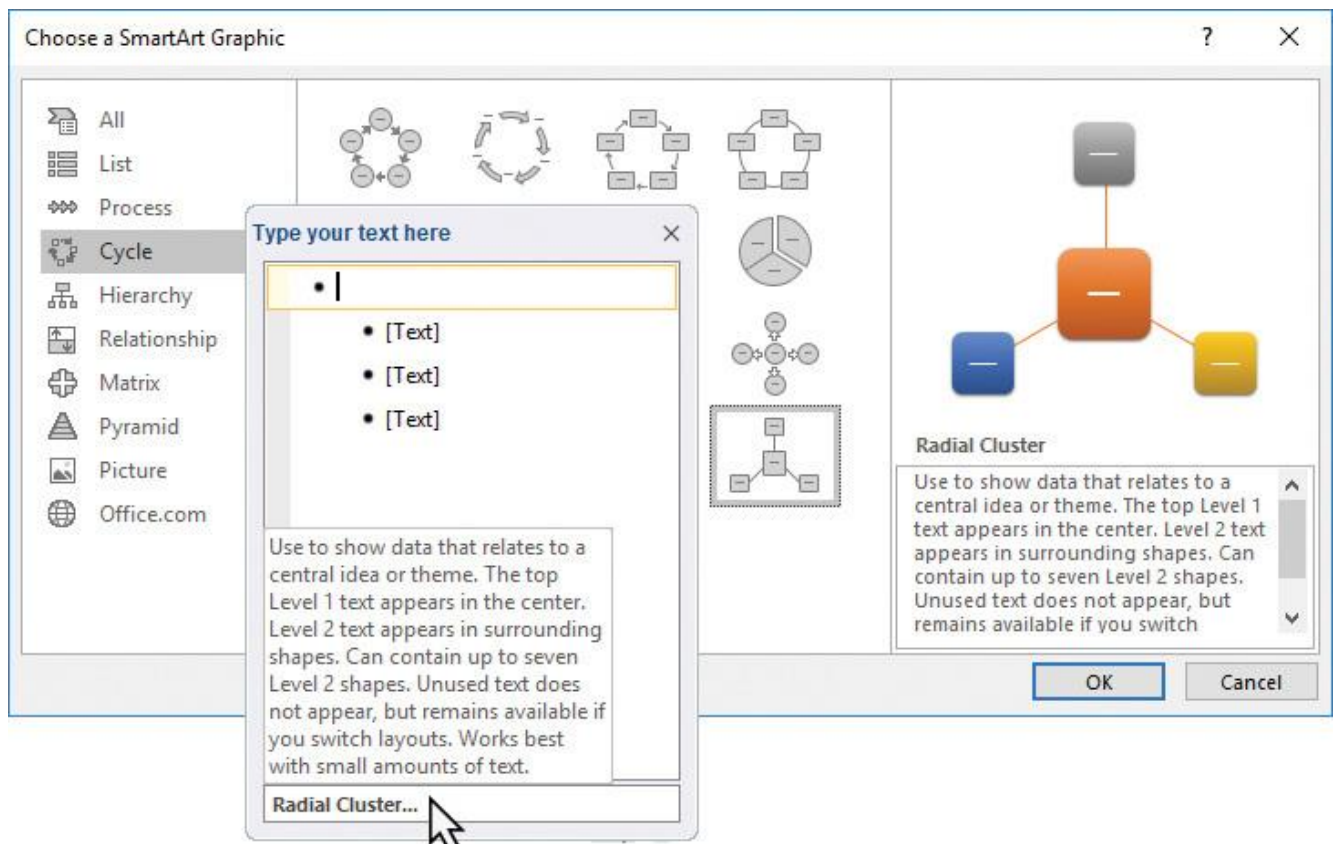 Choose a SmartArt Graphic
?
All
List
Process
Cycle
Hierarchy
Relationship
Matrix
Pyramid
Picture
Office.com
Type your text here
[Text]
[Text]
[Text]
Use to show data that relates to a
central idea or theme. The top
Level 1 text appears in the center.
Level 2 text appears in surrounding
shapes. Can contain up to seven
Level 2 shapes. Unused text does
not appear, but remains available if
you switch layouts. Works best
with small amounts of text.
Radial Cluster...
Radial Cluster
Use to show data that relates to a
central idea or theme. The top Level 1
text appears in the center. Level 2 text
appears in surrounding shapes. Can
contain up to seven Level 2 shapes.
Unused text does not appear, but
remains available if you switch
OK
Cancel